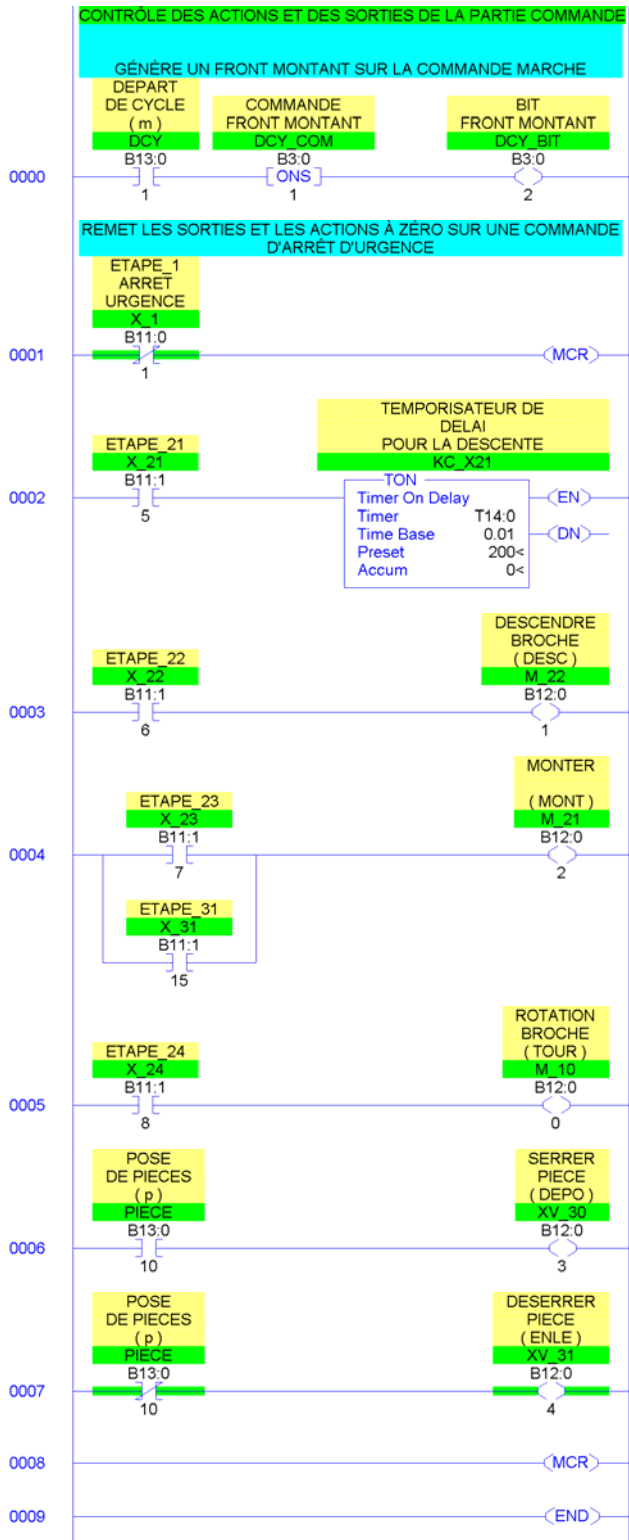 CONTRÔLE DES ACTIONS ET DES SORTIES DE LA PARTIE COMMANDE
GÉNÈRE UN FRONT MONTANT SUR LA COMMANDE MARCHE
DEPART
DE CYCLE
( m )
DCY
B13:0
1
COMMANDE
FRONT MONTANT
DCY_COM
B3:0
ONS
1
BIT
FRONT MONTANT
DCY_BIT
B3:0
2
0000
REMET LES SORTIES ET LES ACTIONS À ZÉRO SUR UNE COMMANDE
D'ARRÊT D'URGENCE
ETAPE_1
ARRET
URGENCE
X_1
B11:0
1
0001
MCR
ETAPE_21
X_21
B11:1
5
0002
TEMPORISATEUR DE
DELAI
POUR LA DESCENTE
KC_X21
TON
Timer On Delay
Timer T14:0
Time Base 0.01
Preset 200<
Accum 0<
EN
DN
ETAPE_22
X_22
B11:1
6
0003
DESCENDRE
BROCHE
( DESC )
M_22
B12:0
1
ETAPE_23
X_23
B11:1
7
0004
MONTER
( MONT )
M_21
B12:0
2
ETAPE_31
X_31
B11:1
15
ETAPE_24
X_24
B11:1
8
0005
ROTATION
BROCHE
( TOUR )
M_10
B12:0
0
POSE
DE PIECES
( p )
PIECE
B13:0
10
0006
SERRER
PIECE
( DEPO )
XV_30
B12:0
3
POSE
DE PIECES
( p )
PIECE
B13:0
10
0007
DESERRER
PIECE
( ENLE )
XV_31
B12:0
4
0008
MCR
0009
END